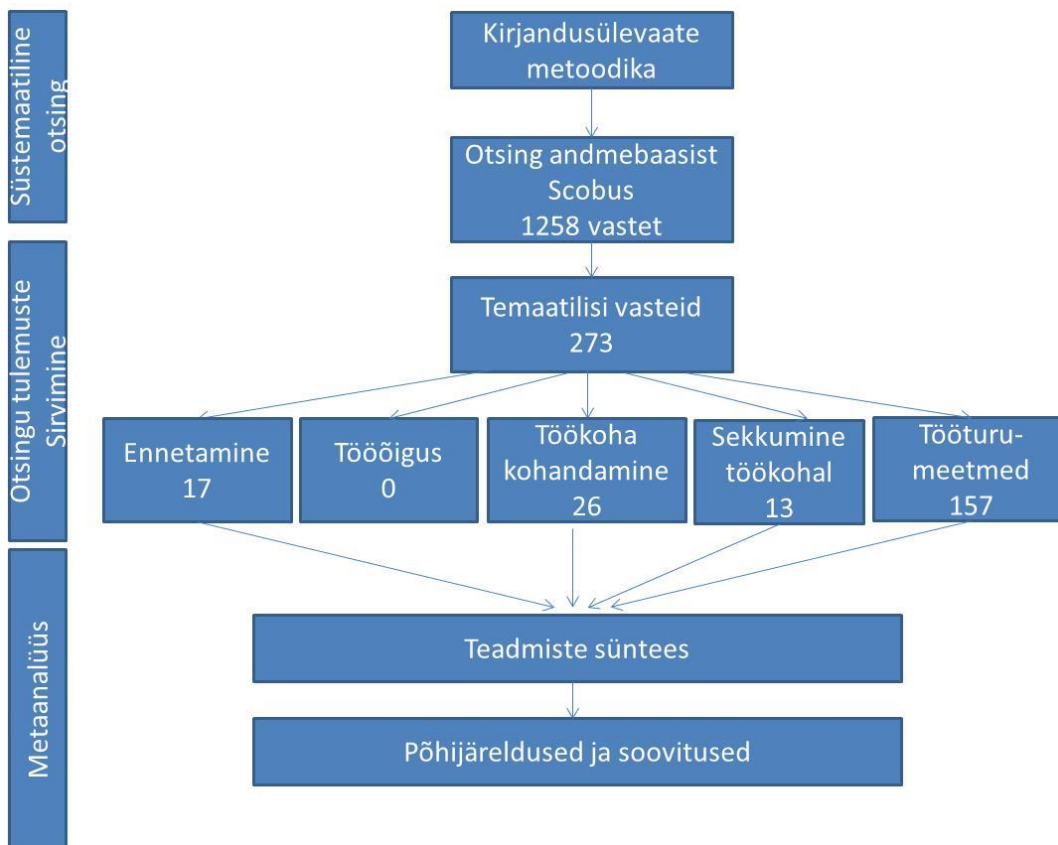 Süstemaatiline
otsing
Kirjandusülevaate
metoodika
Otsing andmebaasist
Scobus
1258 vastet
Otsingu tulemuste
Sirvimine
Temaatilisi vasteid
273
Ennetamine
17
Tööõigus
0
Töökoha
kohandamine
26
Sekkumine
töökohal
13
Tööturu-
meetmed
157
Metaanalüüs
Teadmiste süntees
Põhijäreldused ja soovitused